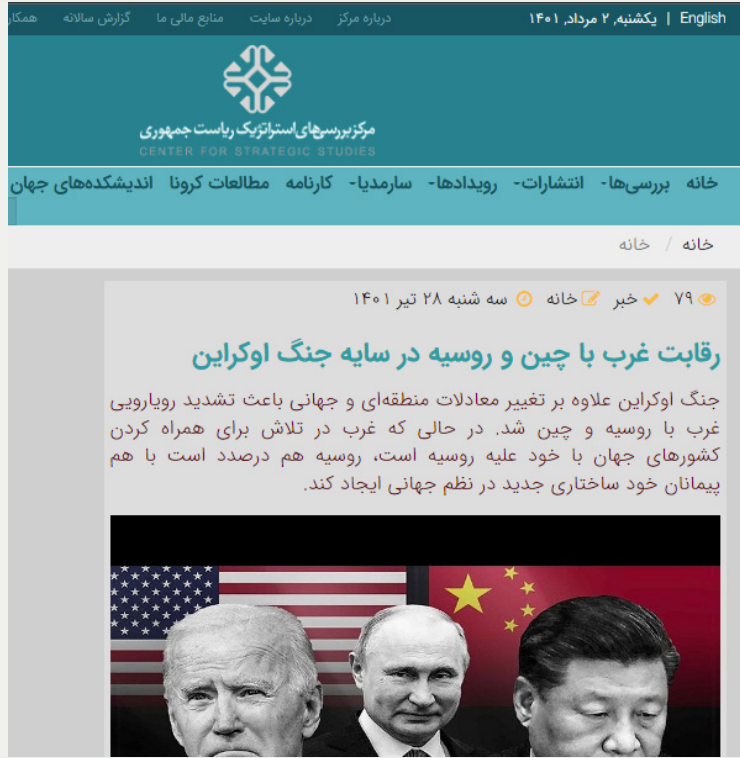 English | یکشنبه, ۲ مرداد, ۱۴۰۱ درباره مرکز درباره سایت منابع مالی ما گزارش سالانه
مرکز بررسی‌های استراتژیک ریاست جمهوری
CENTER FOR STRATEGIC STUDIES
خانه بررسی‌ها- انتشارات- رویدادها- سارمدیا- کارنامه مطالعات کرونا اندیشکده‌های جهان
خانه / خانه
۷۹ خبر خانه سه شنبه ۲۸ تیر ۱۴۰۱
رقابت غرب با چین و روسیه در سایه جنگ اوکراین
جنگ اوکراین علاوه بر تغییر معادلات منطقه‌ای و جهانی باعث تشدید رویارویی
غرب با روسیه و چین شد. در حالی که غرب در تلاش برای همراه کردن
کشورهای جهان با خود علیه روسیه است، روسیه هم درصدد است با هم
پیمانان خود ساختاری جدید در نظم جهانی ایجاد کند.